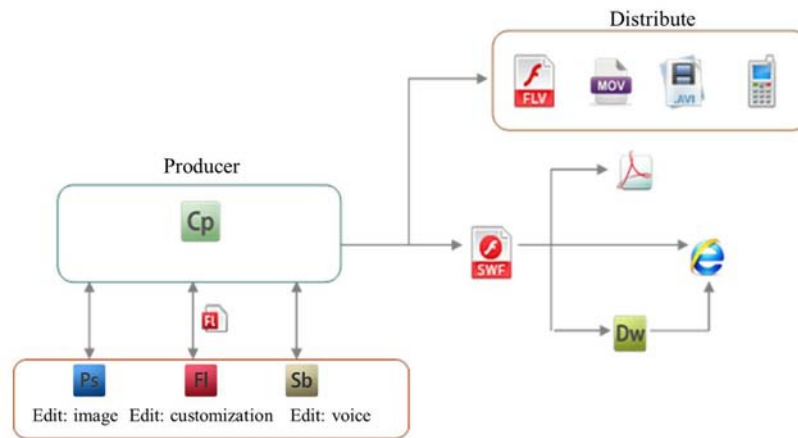 Distribute
FLV
MOV
.AVI
Producer
Cp
SWF
Dw
FL
Ps
Fl
Sb
Edit: image
Edit: customization
Edit: voice